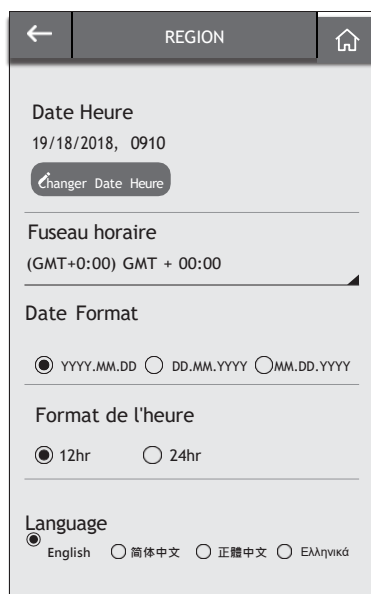 REGION
Date Heure
19/18/2018, 0910
Changer Date Heure
Fuseau horaire
(GMT+0:00) GMT + 00:00
Date Format
YYYY.MM.DD DD.MM.YYYY MM.DD.YYYY
Format de l'heure
12hr 24hr
Language
English 简体中文 正體中文 Ελληνικά